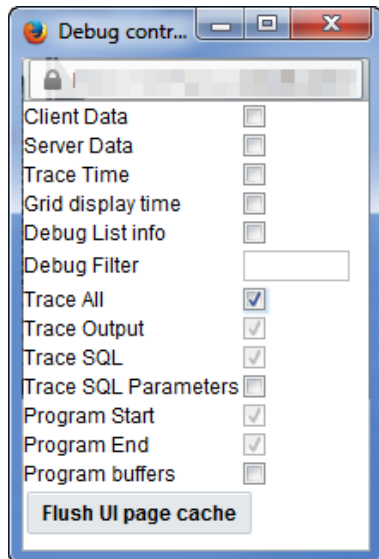 Debug contr...
Client Data
Server Data
Trace Time
Grid display time
Debug List info
Debug Filter
Trace All
Trace Output
Trace SQL
Trace SQL Parameters
Program Start
Program End
Program buffers
Flush UI page cache